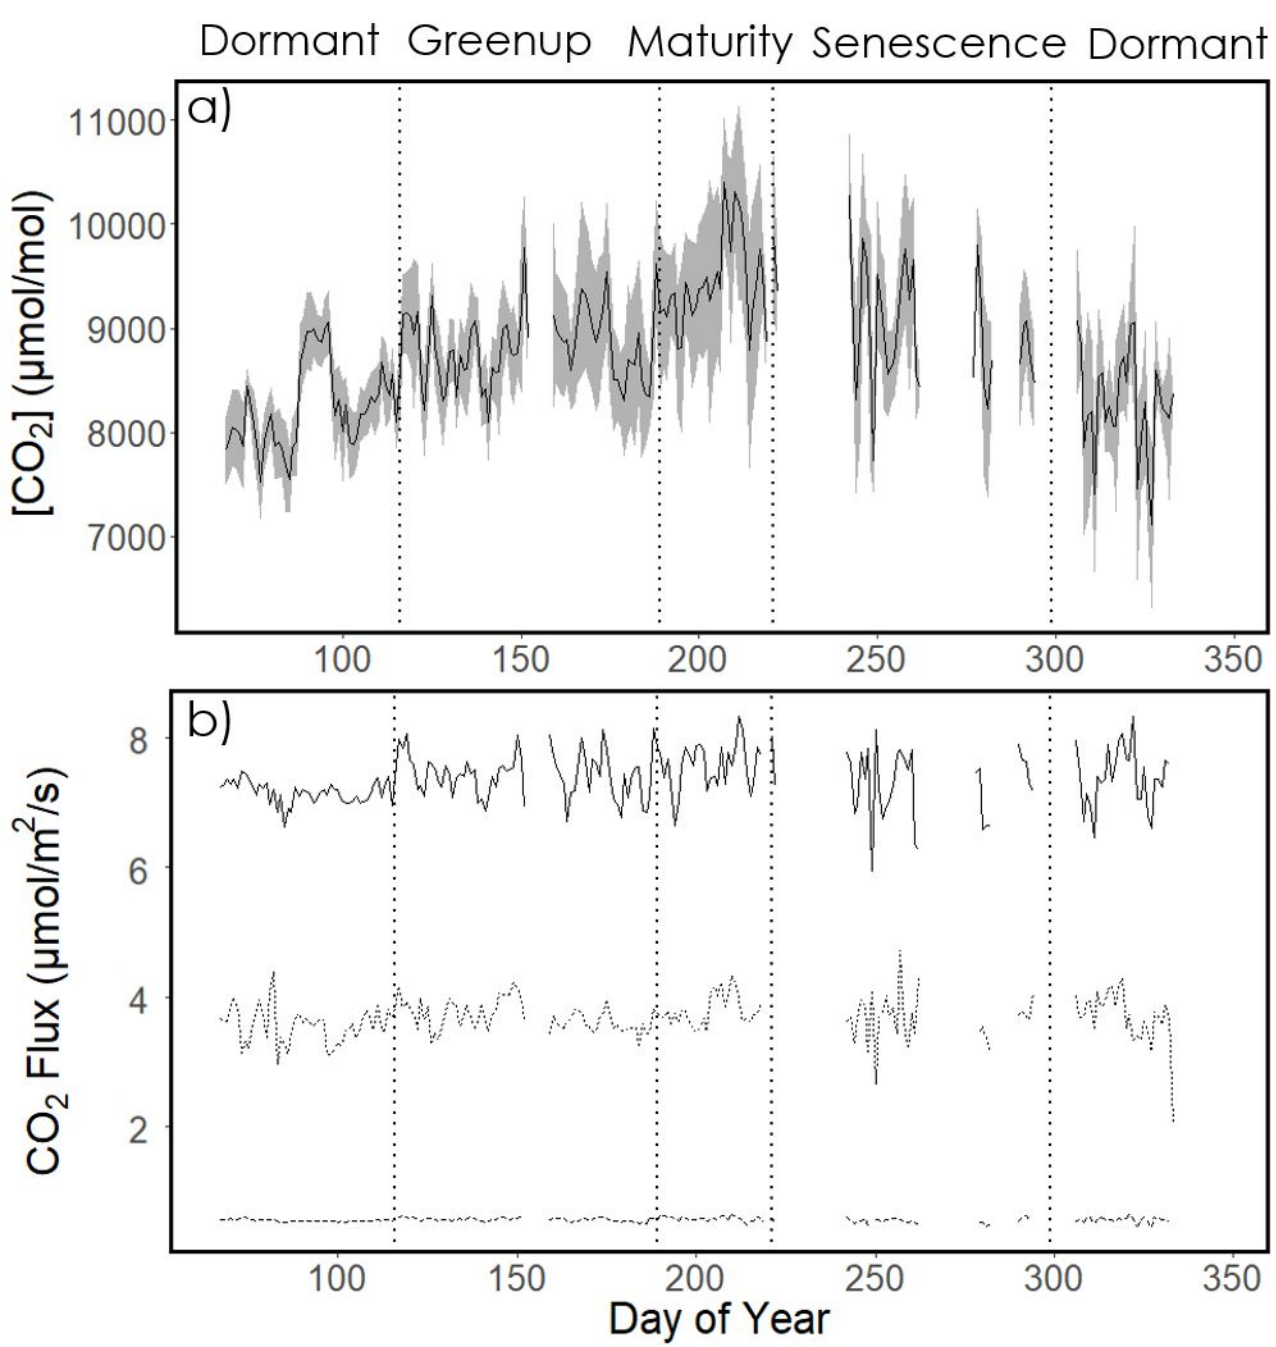 Dormant Greenup Maturity Senescence Dormant
a)
11000
10000
9000
8000
7000
[CO₂] (µmol/mol)
100 150 200 250 300 350
b)
8
6
4
2
CO₂ Flux (µmol/m²/s)
100 150 200 250 300 350
Day of Year